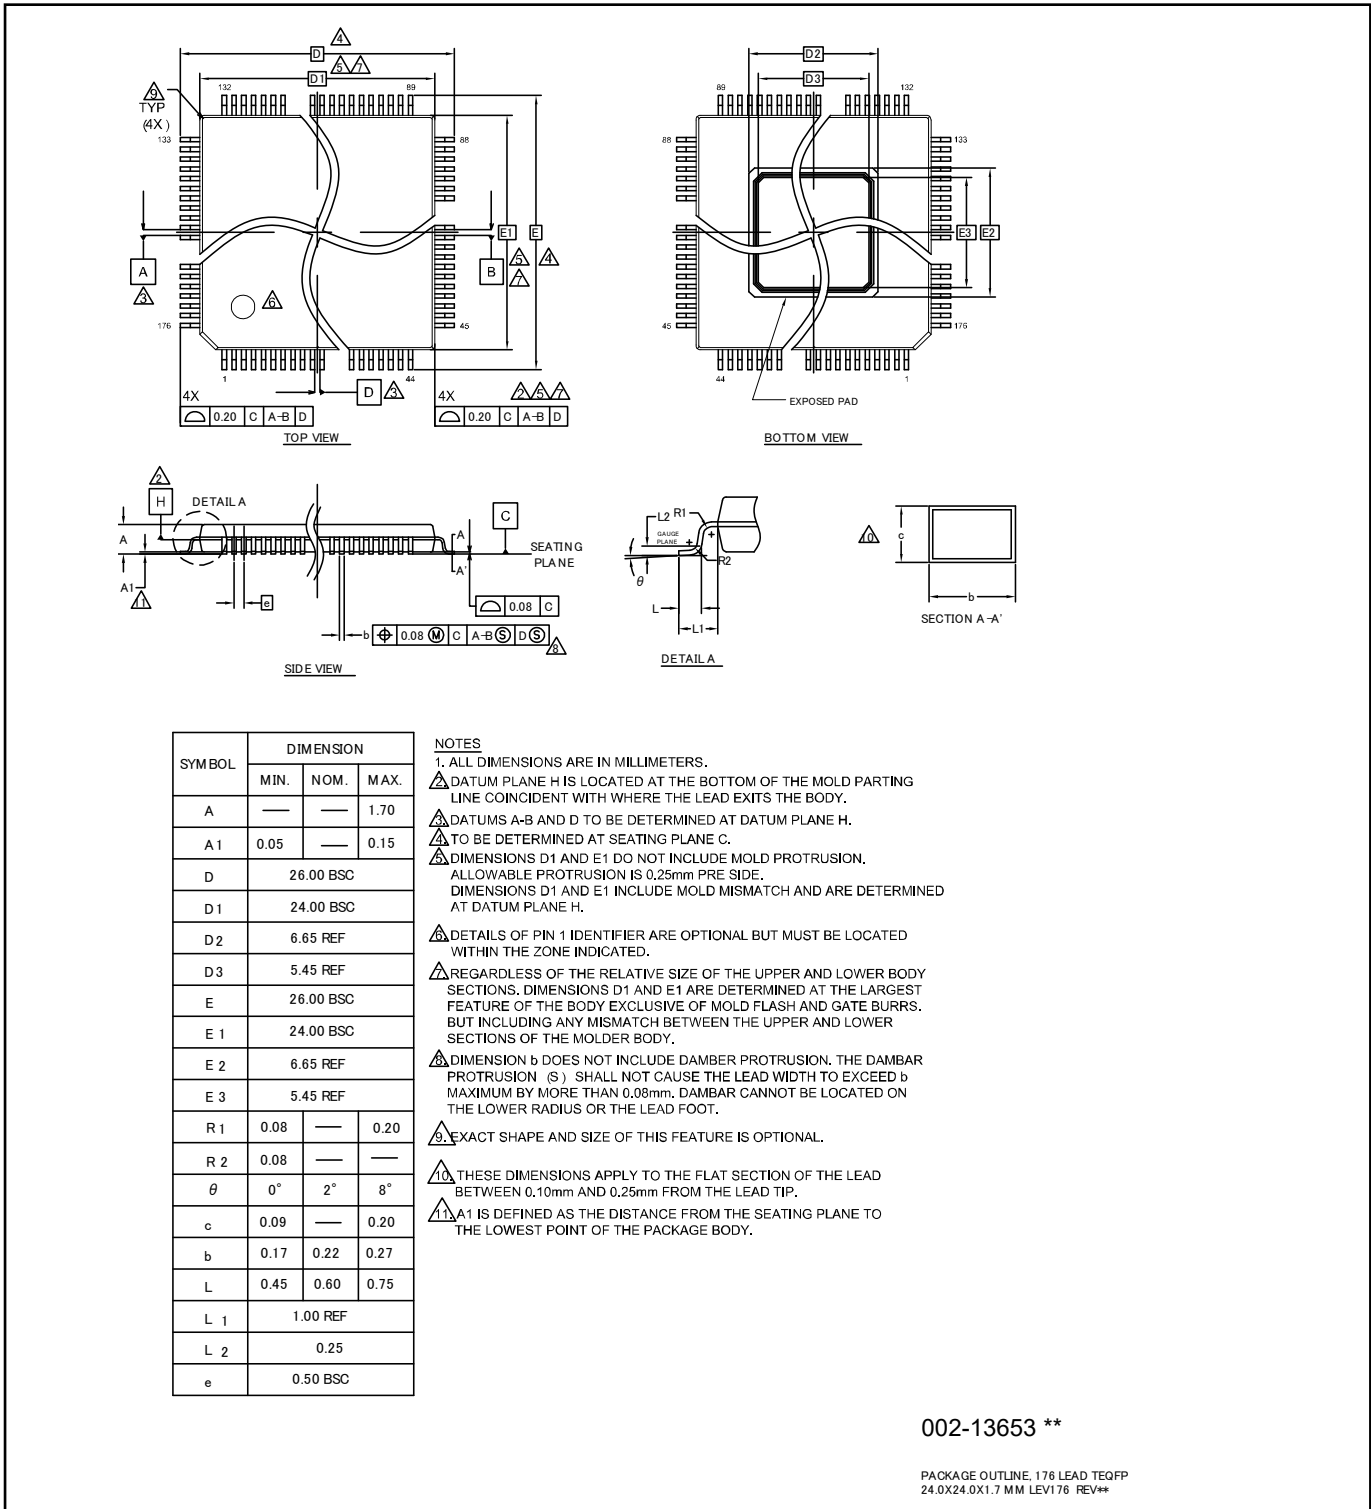 D 4
D1 5 7
9
TYP
(4X)
132 89
133 88
176 45
1 44
A 3
B
E1 5 7
E 4
6
D 3
4X
0.20 C A-B D
4X 2 5 7
0.20 C A-B D
TOP VIEW
D2
D3
89 132
88 133
45 176
44 1
E3 E2
EXPOSED PAD
BOTTOM VIEW
2
H DETAIL A
A
A1
11
e
C
A
A'
SEATING
PLANE
0.08 C
b 0.08 M C A-B S D S
8
SIDE VIEW
L2 R1
GAUGE
PLANE
R2
θ
L
L1
DETAIL A
10
c
b
SECTION A-A'
SYMBOL DIMENSION
MIN. NOM. MAX.
A — — 1.70
A1 0.05 — 0.15
D 26.00 BSC
D1 24.00 BSC
D2 6.65 REF
D3 5.45 REF
E 26.00 BSC
E1 24.00 BSC
E2 6.65 REF
E3 5.45 REF
R1 0.08 — 0.20
R2 0.08 — —
θ 0° 2° 8°
c 0.09 — 0.20
b 0.17 0.22 0.27
L 0.45 0.60 0.75
L 1 1.00 REF
L 2 0.25
e 0.50 BSC
NOTES
1. ALL DIMENSIONS ARE IN MILLIMETERS.
2. DATUM PLANE H IS LOCATED AT THE BOTTOM OF THE MOLD PARTING
LINE COINCIDENT WITH WHERE THE LEAD EXITS THE BODY.
3. DATUMS A-B AND D TO BE DETERMINED AT DATUM PLANE H.
4. TO BE DETERMINED AT SEATING PLANE C.
5. DIMENSIONS D1 AND E1 DO NOT INCLUDE MOLD PROTRUSION.
ALLOWABLE PROTRUSION IS 0.25mm PRE SIDE.
DIMENSIONS D1 AND E1 INCLUDE MOLD MISMATCH AND ARE DETERMINED
AT DATUM PLANE H.
6. DETAILS OF PIN 1 IDENTIFIER ARE OPTIONAL BUT MUST BE LOCATED
WITHIN THE ZONE INDICATED.
7. REGARDLESS OF THE RELATIVE SIZE OF THE UPPER AND LOWER BODY
SECTIONS. DIMENSIONS D1 AND E1 ARE DETERMINED AT THE LARGEST
FEATURE OF THE BODY EXCLUSIVE OF MOLD FLASH AND GATE BURRS.
BUT INCLUDING ANY MISMATCH BETWEEN THE UPPER AND LOWER
SECTIONS OF THE MOLDER BODY.
8. DIMENSION b DOES NOT INCLUDE DAMBER PROTRUSION. THE DAMBAR
PROTRUSION (S) SHALL NOT CAUSE THE LEAD WIDTH TO EXCEED b
MAXIMUM BY MORE THAN 0.08mm. DAMBAR CANNOT BE LOCATED ON
THE LOWER RADIUS OR THE LEAD FOOT.
9. EXACT SHAPE AND SIZE OF THIS FEATURE IS OPTIONAL.
10. THESE DIMENSIONS APPLY TO THE FLAT SECTION OF THE LEAD
BETWEEN 0.10mm AND 0.25mm FROM THE LEAD TIP.
11. A1 IS DEFINED AS THE DISTANCE FROM THE SEATING PLANE TO
THE LOWEST POINT OF THE PACKAGE BODY.
002-13653 **
PACKAGE OUTLINE, 176 LEAD TEQFP
24.0X24.0X1.7 MM LEV176 REV**